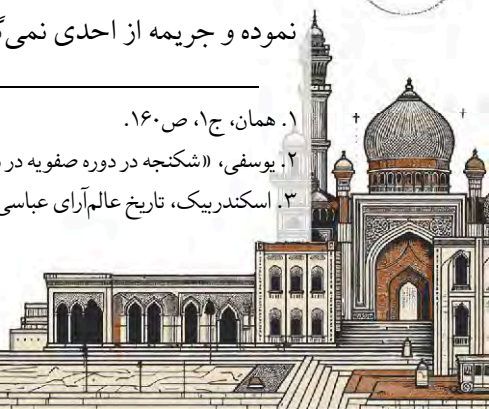 نموده و جریمه از احدی نمی‌
۱. همان، ج۱، ص۱۶۰.
۲. یوسفی، «شکنجه در دوره صفویه در
۳. اسکندربیک، تاریخ عالم‌آرای عباسی